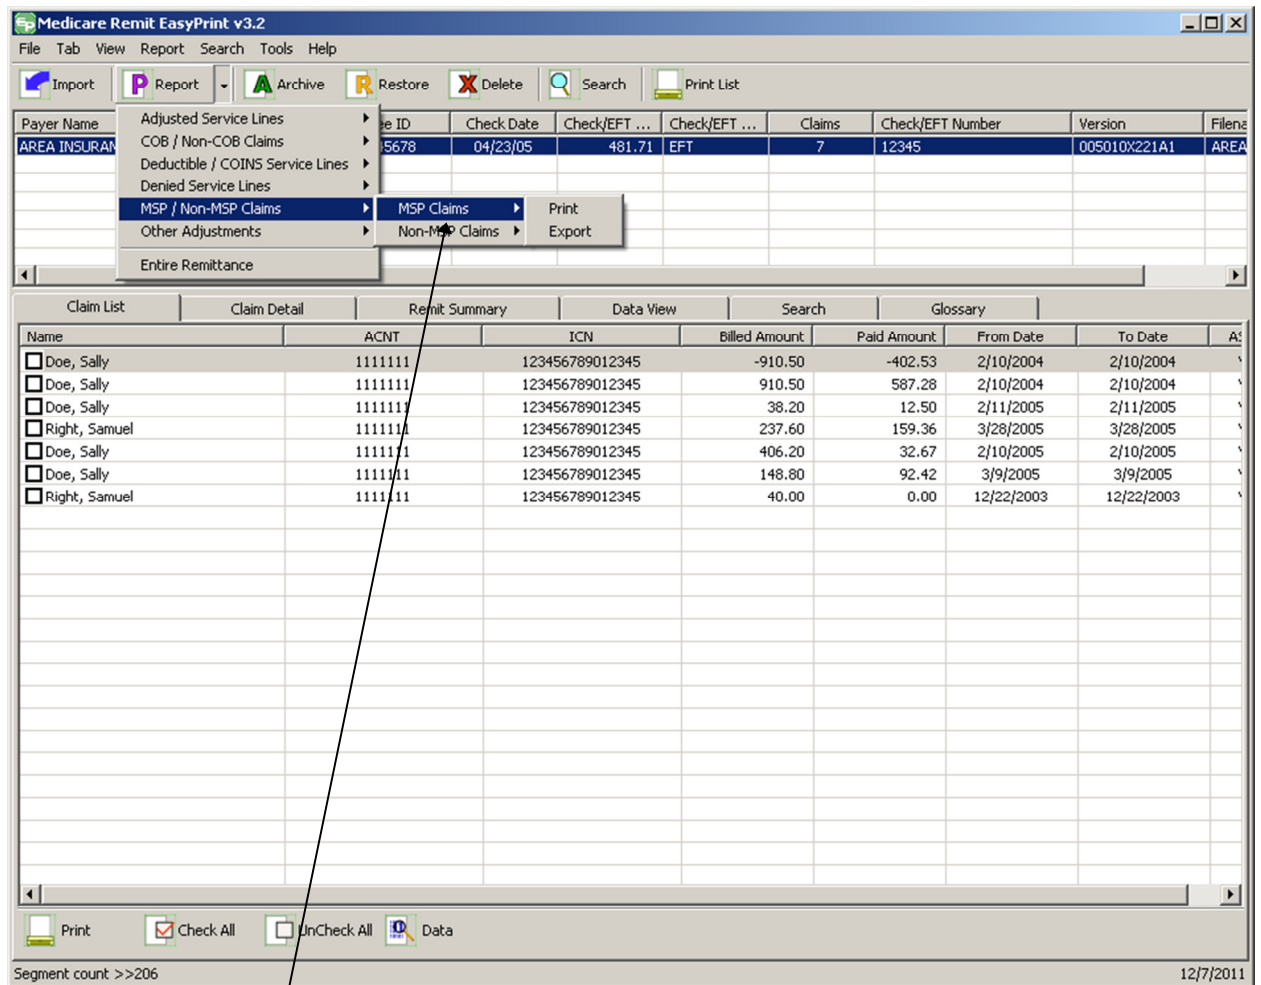 Medicare Remit EasyPrint v3.2
File Tab View Report Search Tools Help
Import Report Archive Restore Delete Search Print List
Payer Name ee ID Check Date Check/EFT ... Check/EFT ... Claims Check/EFT Number Version Filena
AREA INSURAN 45678 04/23/05 481.71 EFT 7 12345 005010X221A1 AREA
Adjusted Service Lines
COB / Non-COB Claims
Deductible / COINS Service Lines
Denied Service Lines
MSP / Non-MSP Claims MSP Claims Print
Other Adjustments Non-MSP Claims Export
Entire Remittance
Claim List Claim Detail Remit Summary Data View Search Glossary
Name ACNT ICN Billed Amount Paid Amount From Date To Date AS
Doe, Sally 1111111 123456789012345 -910.50 -402.53 2/10/2004 2/10/2004
Doe, Sally 1111111 123456789012345 910.50 587.28 2/10/2004 2/10/2004
Doe, Sally 1111111 123456789012345 38.20 12.50 2/11/2005 2/11/2005
Right, Samuel 1111111 123456789012345 237.60 159.36 3/28/2005 3/28/2005
Doe, Sally 1111111 123456789012345 406.20 32.67 2/10/2005 2/10/2005
Doe, Sally 1111111 123456789012345 148.80 92.42 3/9/2005 3/9/2005
Right, Samuel 1111111 123456789012345 40.00 0.00 12/22/2003 12/22/2003
Print Check All UnCheck All Data
Segment count >>206 12/7/2011